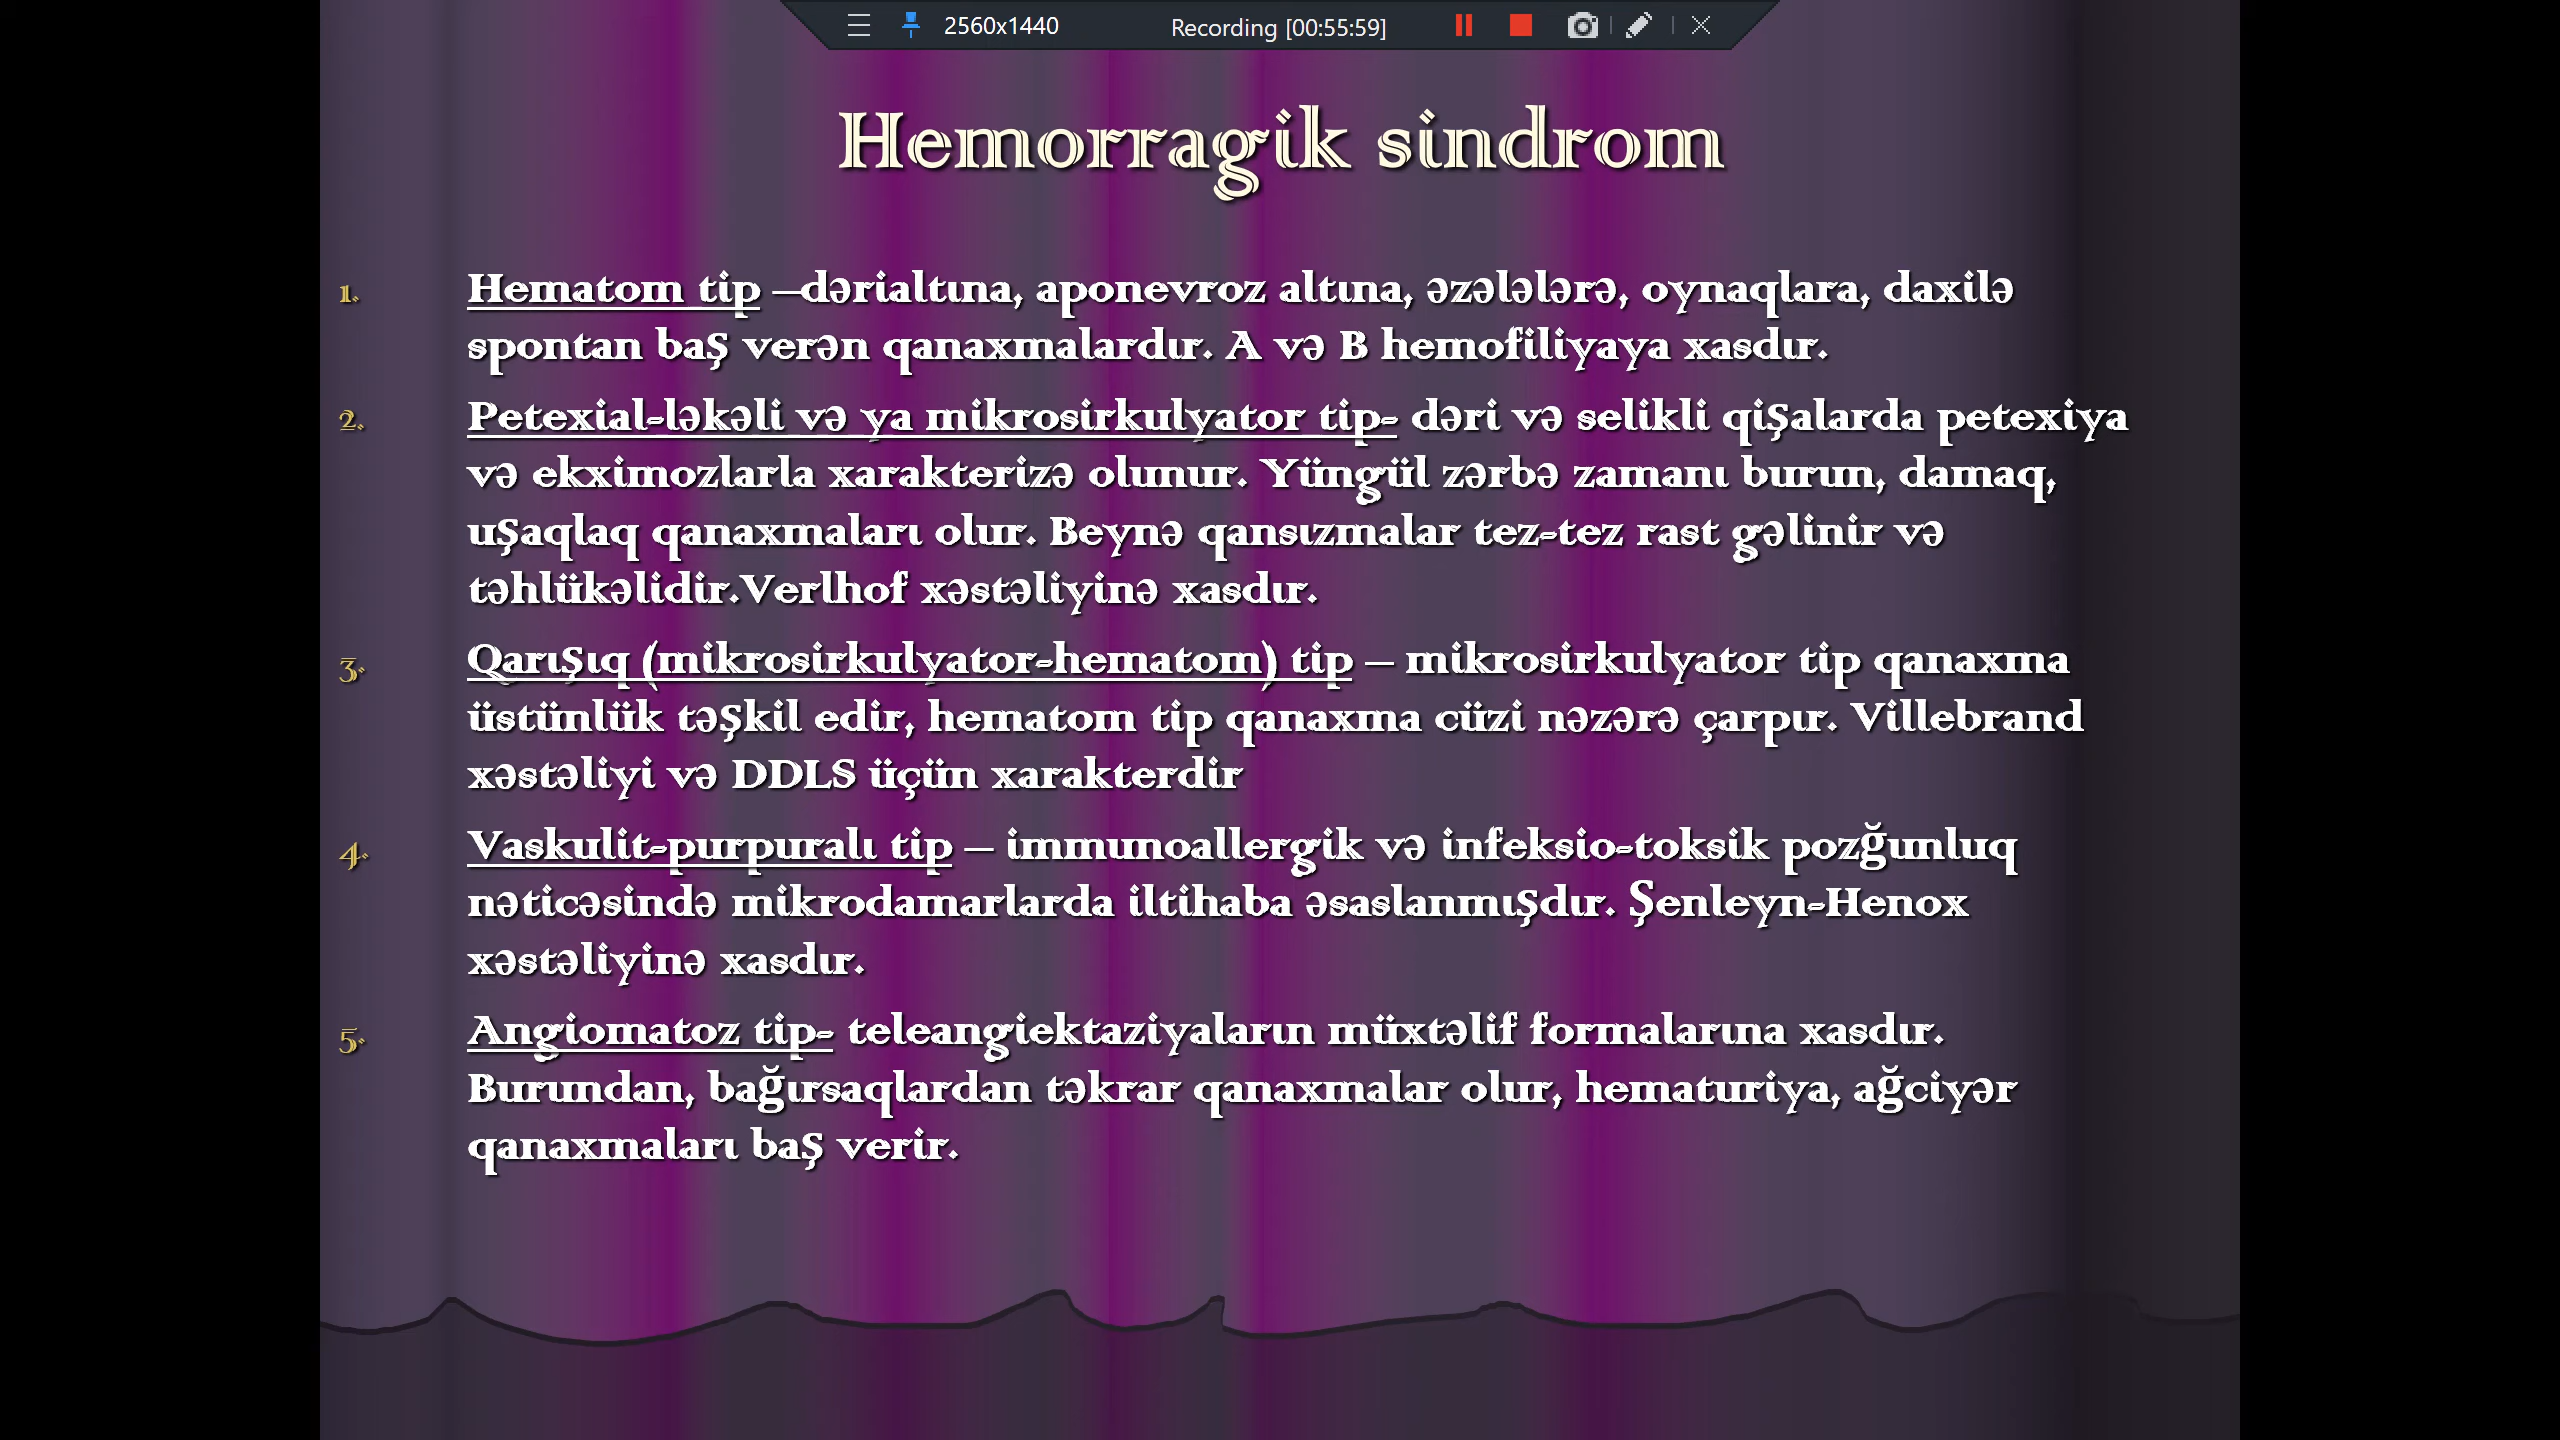 2560x1440 Recording [00:55:59]
Hemorragik sindrom
1. Hematom tip –dərialtına, aponevroz altına, əzələlərə, oynaqlara, daxilə
spontan baş verən qanaxmalardır. A və B hemofiliyaya xasdır.
2. Petexial-ləkəli və ya mikrosirkulyator tip- dəri və selikli qişalarda petexiya
və ekximozlarla xarakterizə olunur. Yüngül zərbə zamanı burun, damaq,
uşaqlaq qanaxmaları olur. Beynə qansızmalar tez-tez rast gəlinir və
təhlükəlidir.Verlhof xəstəliyinə xasdır.
3. Qarışıq (mikrosirkulyator-hematom) tip – mikrosirkulyator tip qanaxma
üstünlük təşkil edir, hematom tip qanaxma cüzi nəzərə çarpır. Villebrand
xəstəliyi və DDLS üçün xarakterdir
4. Vaskulit-purpuralı tip – immunoallergik və infeksio-toksik pozğunluq
nəticəsində mikrodamarlarda iltihaba əsaslanmışdır. Şenleyn-Henox
xəstəliyinə xasdır.
5. Angiomatoz tip- teleangiektaziyaların müxtəlif formalarına xasdır.
Burundan, bağırsaqlardan təkrar qanaxmalar olur, hematuriya, ağciyər
qanaxmaları baş verir.